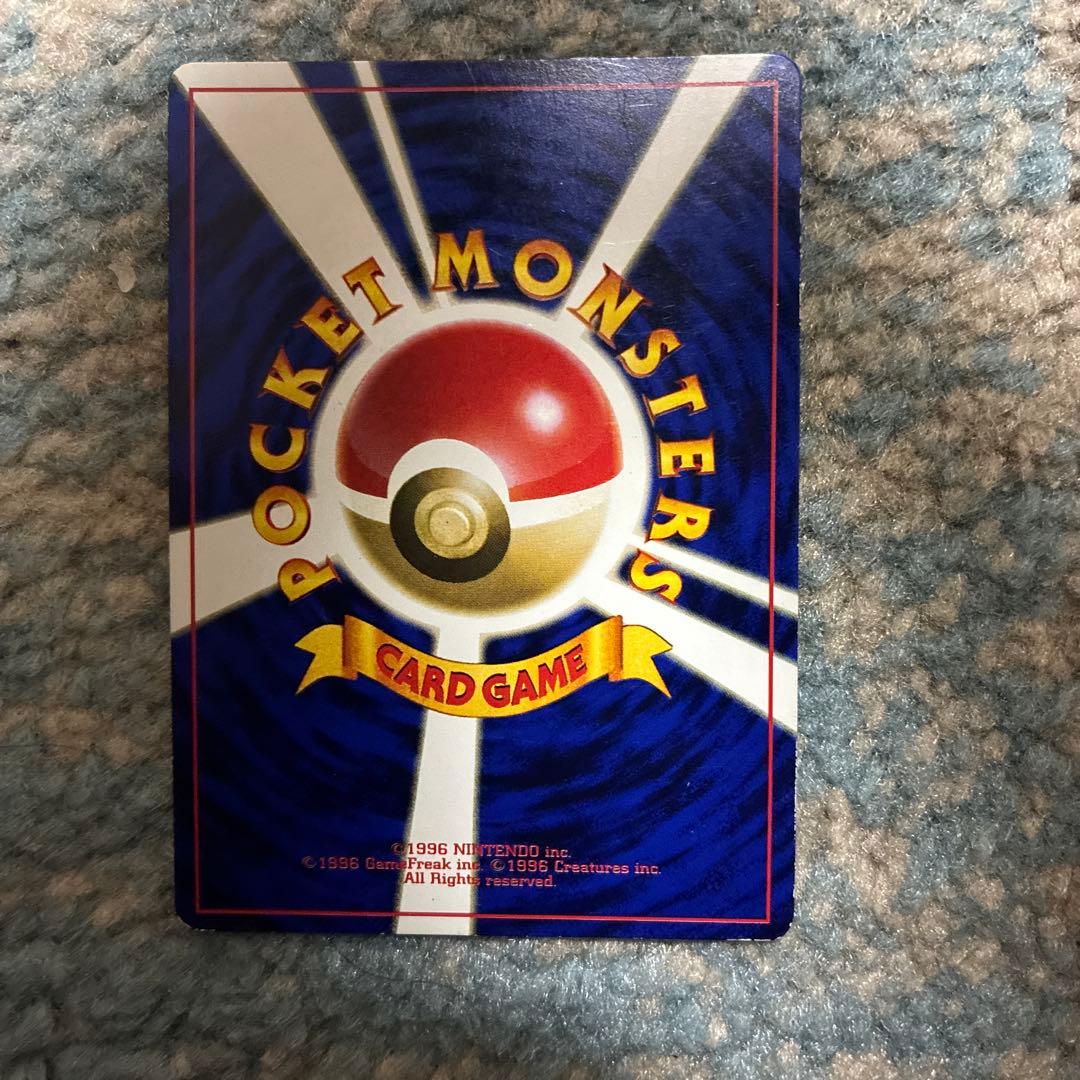 POCKET MONSTERS
CARD GAME
©1996 NINTENDO inc.
©1996 GameFreak inc. ©1996 Creatures inc.
All Rights reserved.